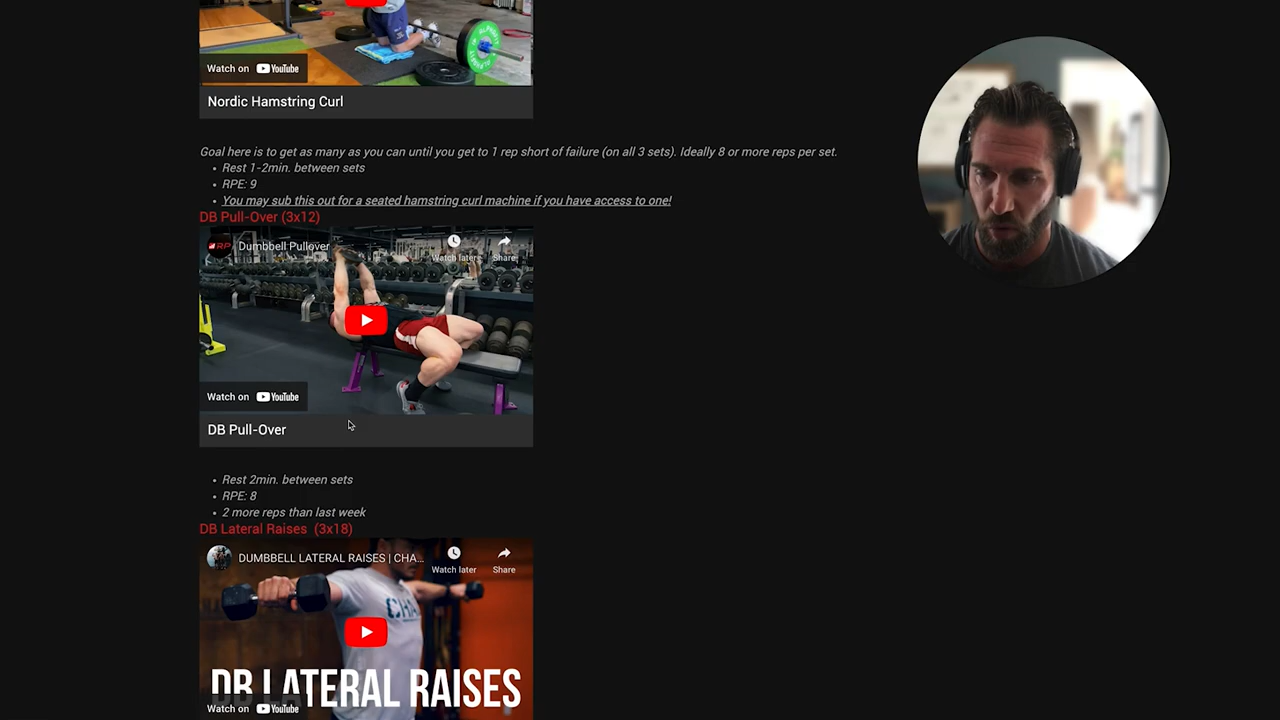 Watch on YouTube
Nordic Hamstring Curl
Goal here is to get as many as you can until you get to 1 rep short of failure (on all 3 sets). Ideally 8 or more reps per set.
• Rest 1-2min. between sets
• RPE: 9
• You may sub this out for a seated hamstring curl machine if you have access to one!
DB Pull-Over (3x12)
RP Dumbbell Pullover
Watch later Share
Watch on YouTube
DB Pull-Over
• Rest 2min. between sets
• RPE: 8
• 2 more reps than last week
DB Lateral Raises (3x18)
DUMBBELL LATERAL RAISES | CHA...
Watch later Share
DB LATERAL RAISES
Watch on YouTube